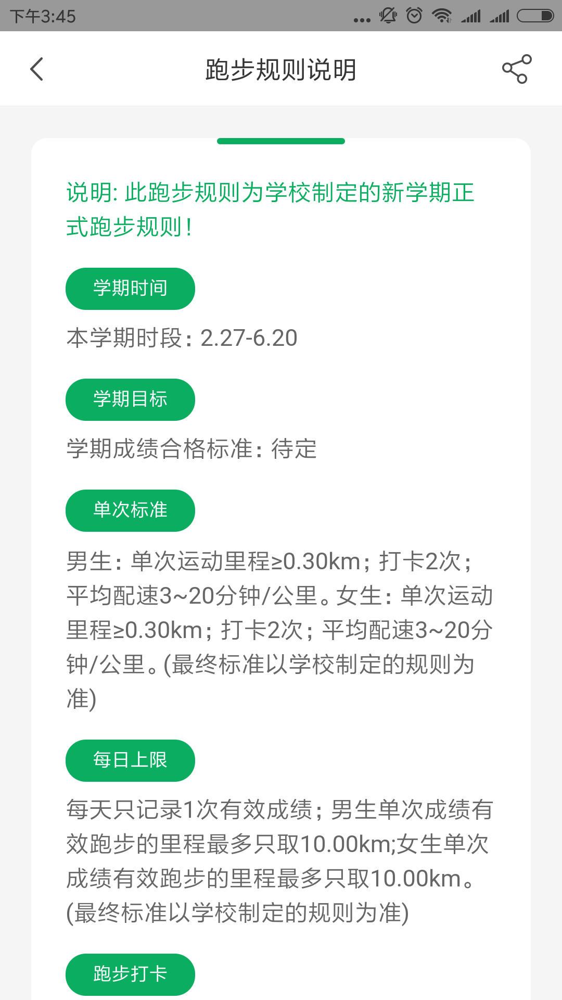 下午3:45
跑步规则说明
说明: 此跑步规则为学校制定的新学期正
式跑步规则！
学期时间
本学期时段：2.27-6.20
学期目标
学期成绩合格标准：待定
单次标准
男生：单次运动里程≥0.30km；打卡2次；
平均配速3~20分钟/公里。女生：单次运动
里程≥0.30km；打卡2次；平均配速3~20分
钟/公里。(最终标准以学校制定的规则为
准)
每日上限
每天只记录1次有效成绩；男生单次成绩有
效跑步的里程最多只取10.00km;女生单次
成绩有效跑步的里程最多只取10.00km。
(最终标准以学校制定的规则为准)
跑步打卡